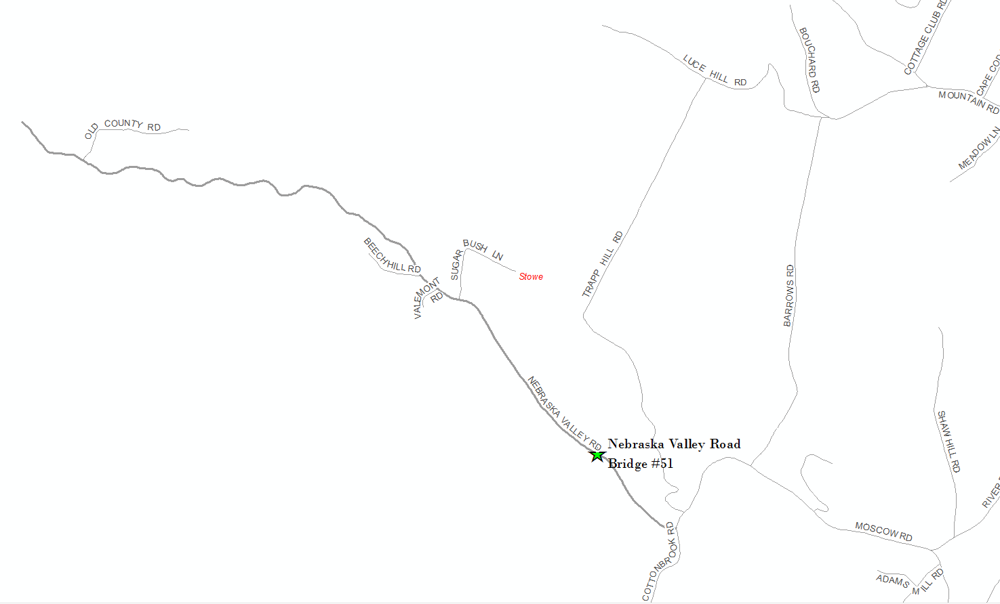 COTTAGE CLUB RD
BOUCHARD RD
LUCE HILL RD
CAPE COD
MOUNTAIN RD
OLD COUNTY RD
MEADOW LN
BEECH HILL RD
SUGAR BUSH LN
Stowe
TRAPP HILL RD
BARROWS RD
VALEMONT RD
NEBRASKA VALLEY RD
Nebraska Valley Road
Bridge #51
SHAW HILL RD
RIVER
MOSCOW RD
COTTONBROOK RD
ADAMS MILL RD